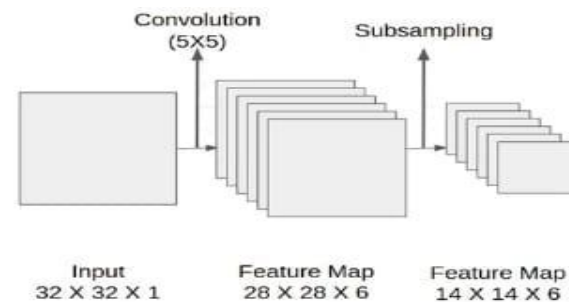 Convolution
(5X5)
Subsampling
Input
32 X 32 X 1
Feature Map
28 X 28 X 6
Feature Map
14 X 14 X 6